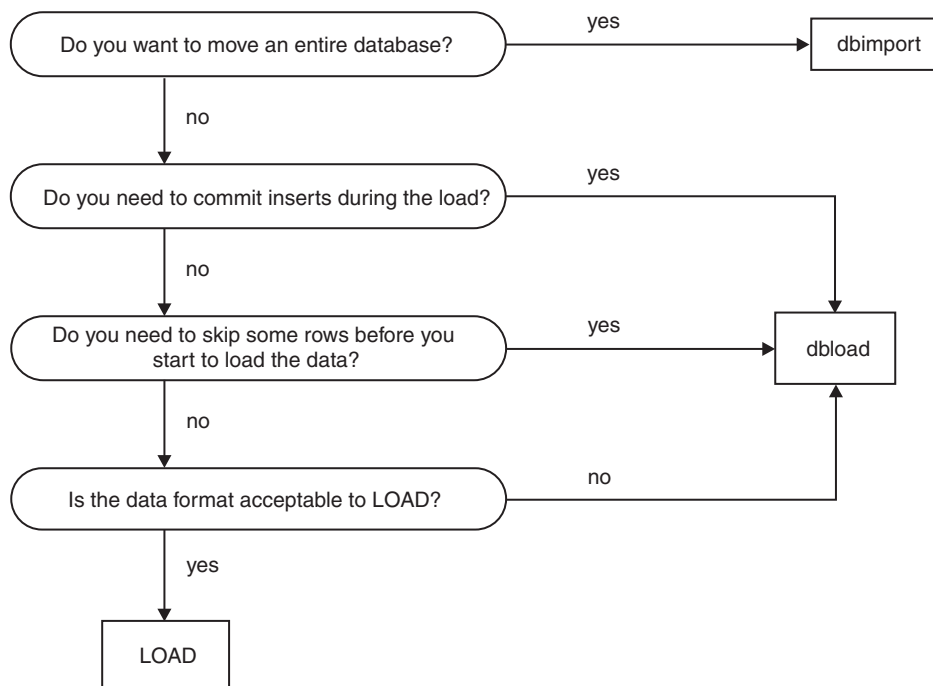 Do you want to move an entire database?
yes
dbimport
no
Do you need to commit inserts during the load?
yes
no
Do you need to skip some rows before you
start to load the data?
yes
dbload
no
Is the data format acceptable to LOAD?
no
yes
LOAD